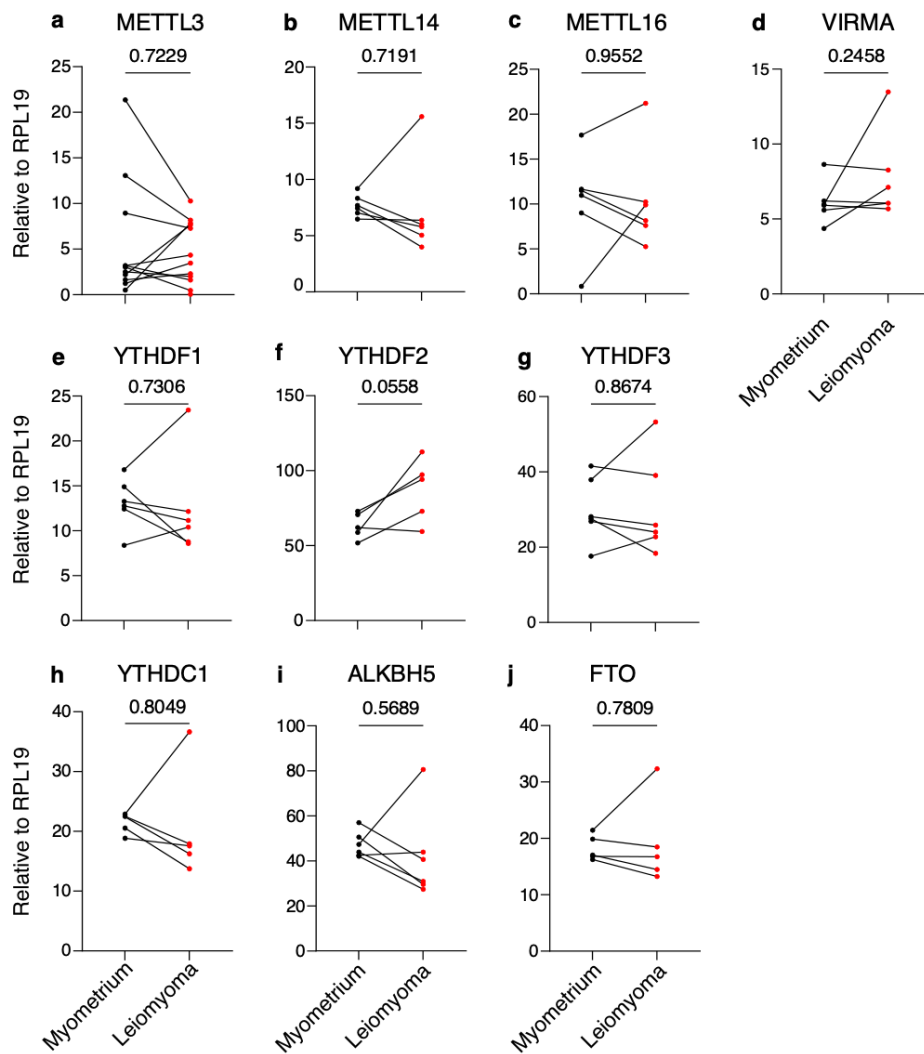 a METTL3
0.7229
25
20
15
10
5
0
Relative to RPL19
b METTL14
0.7191
20
15
10
5
0
c METTL16
0.9552
25
20
15
10
5
0
d VIRMA
0.2458
15
10
5
0
Myometrium
Leiomyoma
e YTHDF1
0.7306
25
20
15
10
5
0
Relative to RPL19
f YTHDF2
0.0558
150
100
50
0
g YTHDF3
0.8674
60
40
20
0
h YTHDC1
0.8049
40
30
20
10
0
Relative to RPL19
Myometrium
Leiomyoma
i ALKBH5
0.5689
100
80
60
40
20
0
Myometrium
Leiomyoma
j FTO
0.7809
40
30
20
10
0
Myometrium
Leiomyoma